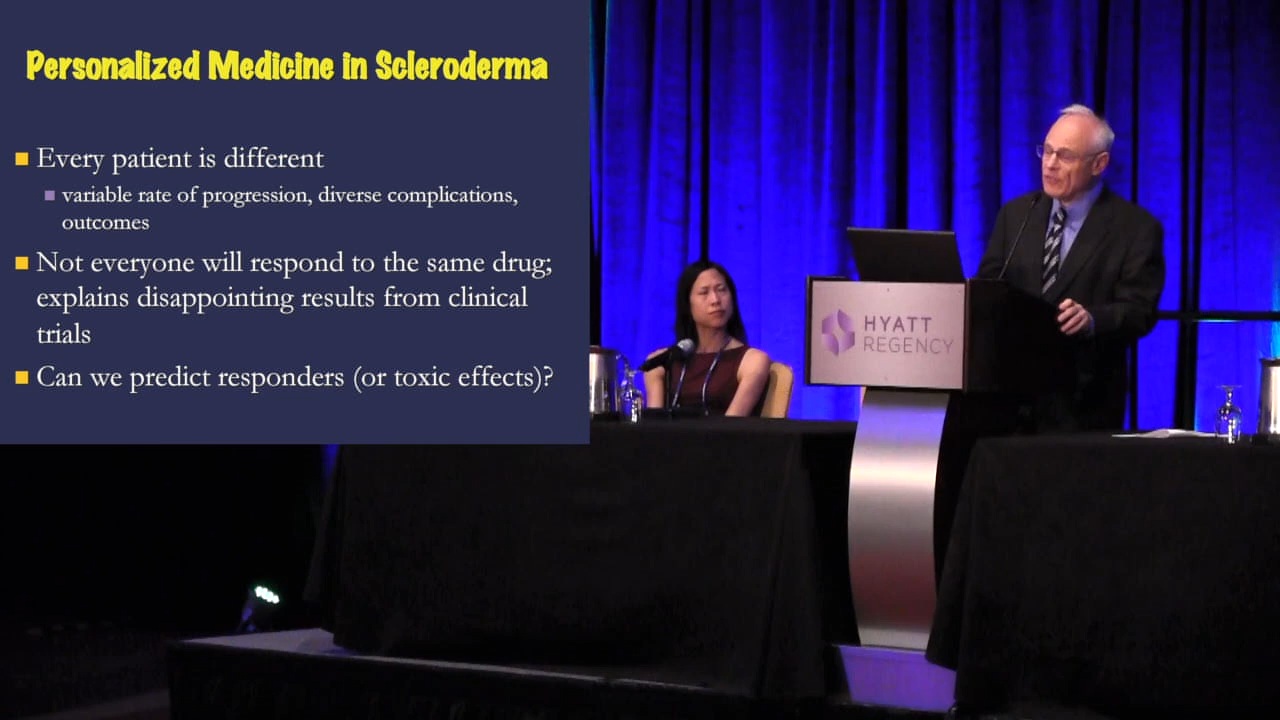 Personalized Medicine in Scleroderma
Every patient is different
variable rate of progression, diverse complications,
outcomes
Not everyone will respond to the same drug;
explains disappointing results from clinical
trials
Can we predict responders (or toxic effects)?
HYATT
REGENCY